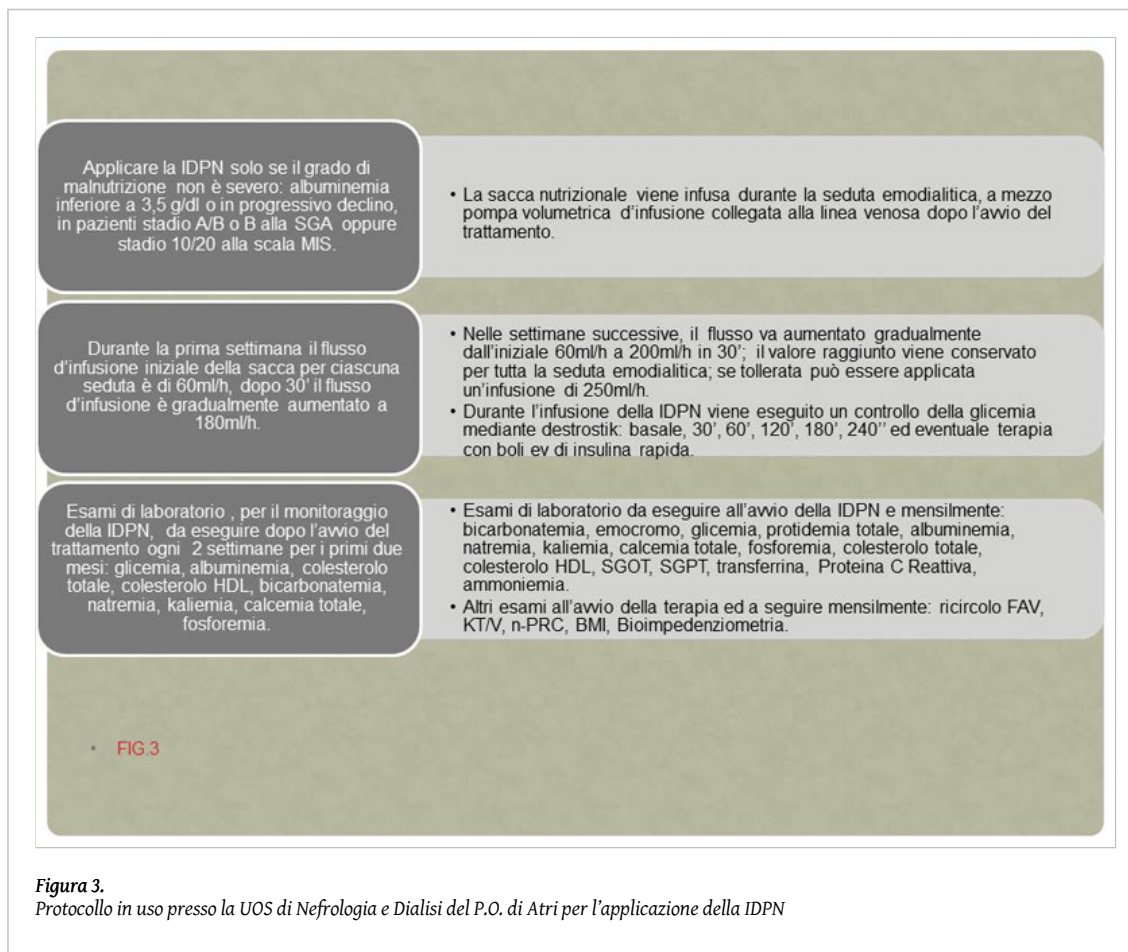 Applicare la IDPN solo se il grado di
malnutrizione non è severo: albuminemia
inferiore a 3,5 g/dl o in progressivo declino,
in pazienti stadio A/B o B alla SGA oppure
stadio 10/20 alla scala MIS.
• La sacca nutrizionale viene infusa durante la seduta emodialitica, a mezzo
pompa volumetrica d'infusione collegata alla linea venosa dopo l'avvio del
trattamento.
Durante la prima settimana il flusso
d'infusione iniziale della sacca per ciascuna
seduta è di 60ml/h, dopo 30' il flusso
d'infusione è gradualmente aumentato a
180ml/h.
• Nelle settimane successive, il flusso va aumentato gradualmente
dall'iniziale 60ml/h a 200ml/h in 30'; il valore raggiunto viene conservato
per tutta la seduta emodialitica; se tollerata può essere applicata
un'infusione di 250ml/h.
• Durante l'infusione della IDPN viene eseguito un controllo della glicemia
mediante destrostik: basale, 30', 60', 120', 180', 240'' ed eventuale terapia
con boli ev di insulina rapida.
Esami di laboratorio , per il monitoraggio
della IDPN, da eseguire dopo l'avvio del
trattamento ogni 2 settimane per i primi due
mesi: glicemia, albuminemia, colesterolo
totale, colesterolo HDL, bicarbonatemia,
natremia, kaliemia, calcemia totale,
fosforemia.
• Esami di laboratorio da eseguire all'avvio della IDPN e mensilmente:
bicarbonatemia, emocromo, glicemia, protidemia totale, albuminemia,
natremia, kaliemia, calcemia totale, fosforemia, colesterolo totale,
colesterolo HDL, SGOT, SGPT, transferrina, Proteina C Reattiva,
ammoniemia.
• Altri esami all'avvio della terapia ed a seguire mensilmente: ricircolo FAV,
KT/V, n-PRC, BMI, Bioimpedenziometria.
• FIG.3
Figura 3.
Protocollo in uso presso la UOS di Nefrologia e Dialisi del P.O. di Atri per l'applicazione della IDPN